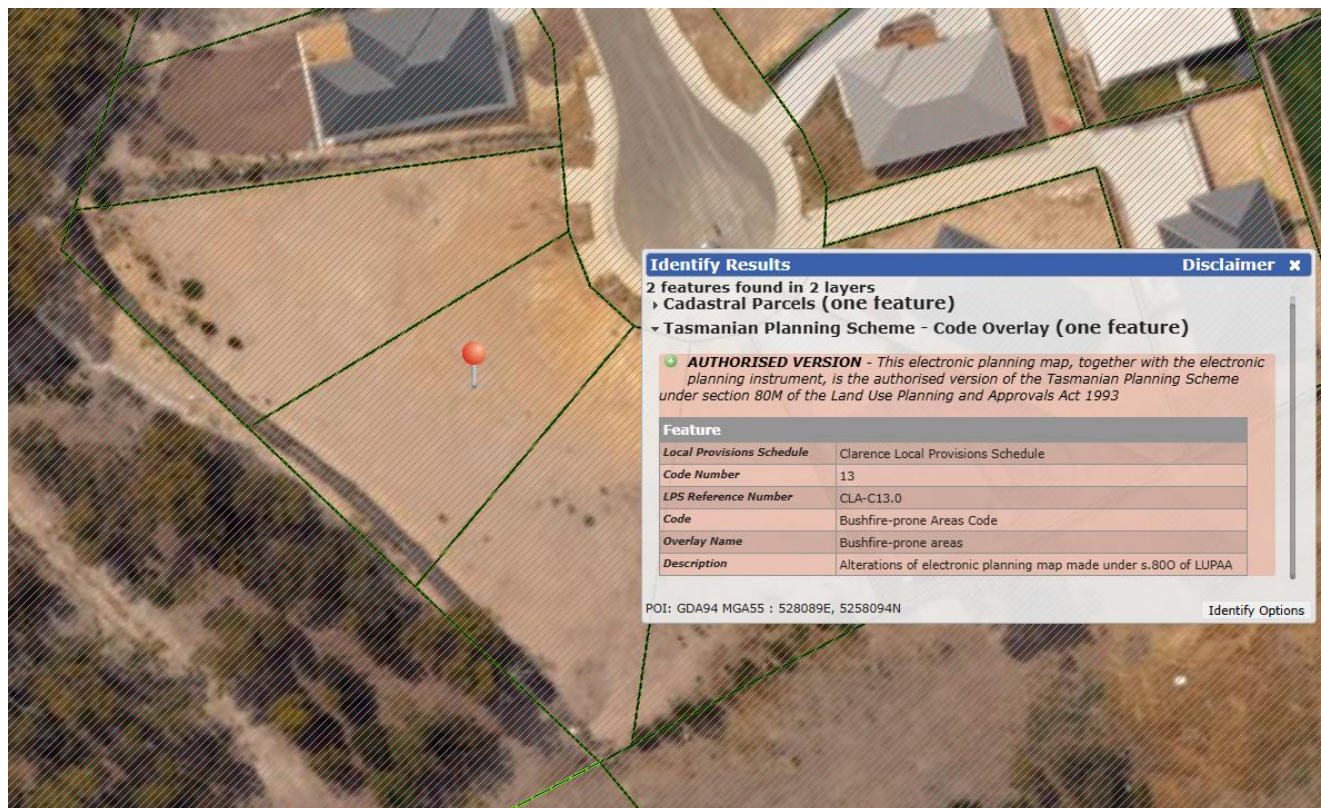 Identify Results Disclaimer ×
2 features found in 2 layers
Cadastral Parcels (one feature)
Tasmanian Planning Scheme - Code Overlay (one feature)
AUTHORISED VERSION - This electronic planning map, together with the electronic
planning instrument, is the authorised version of the Tasmanian Planning Scheme
under section 80M of the Land Use Planning and Approvals Act 1993
Feature
Local Provisions Schedule Clarence Local Provisions Schedule
Code Number 13
LPS Reference Number CLA-C13.0
Code Bushfire-prone Areas Code
Overlay Name Bushfire-prone areas
Description Alterations of electronic planning map made under s.80O of LUPAA
POI: GDA94 MGA55 : 528089E, 5258094N Identify Options